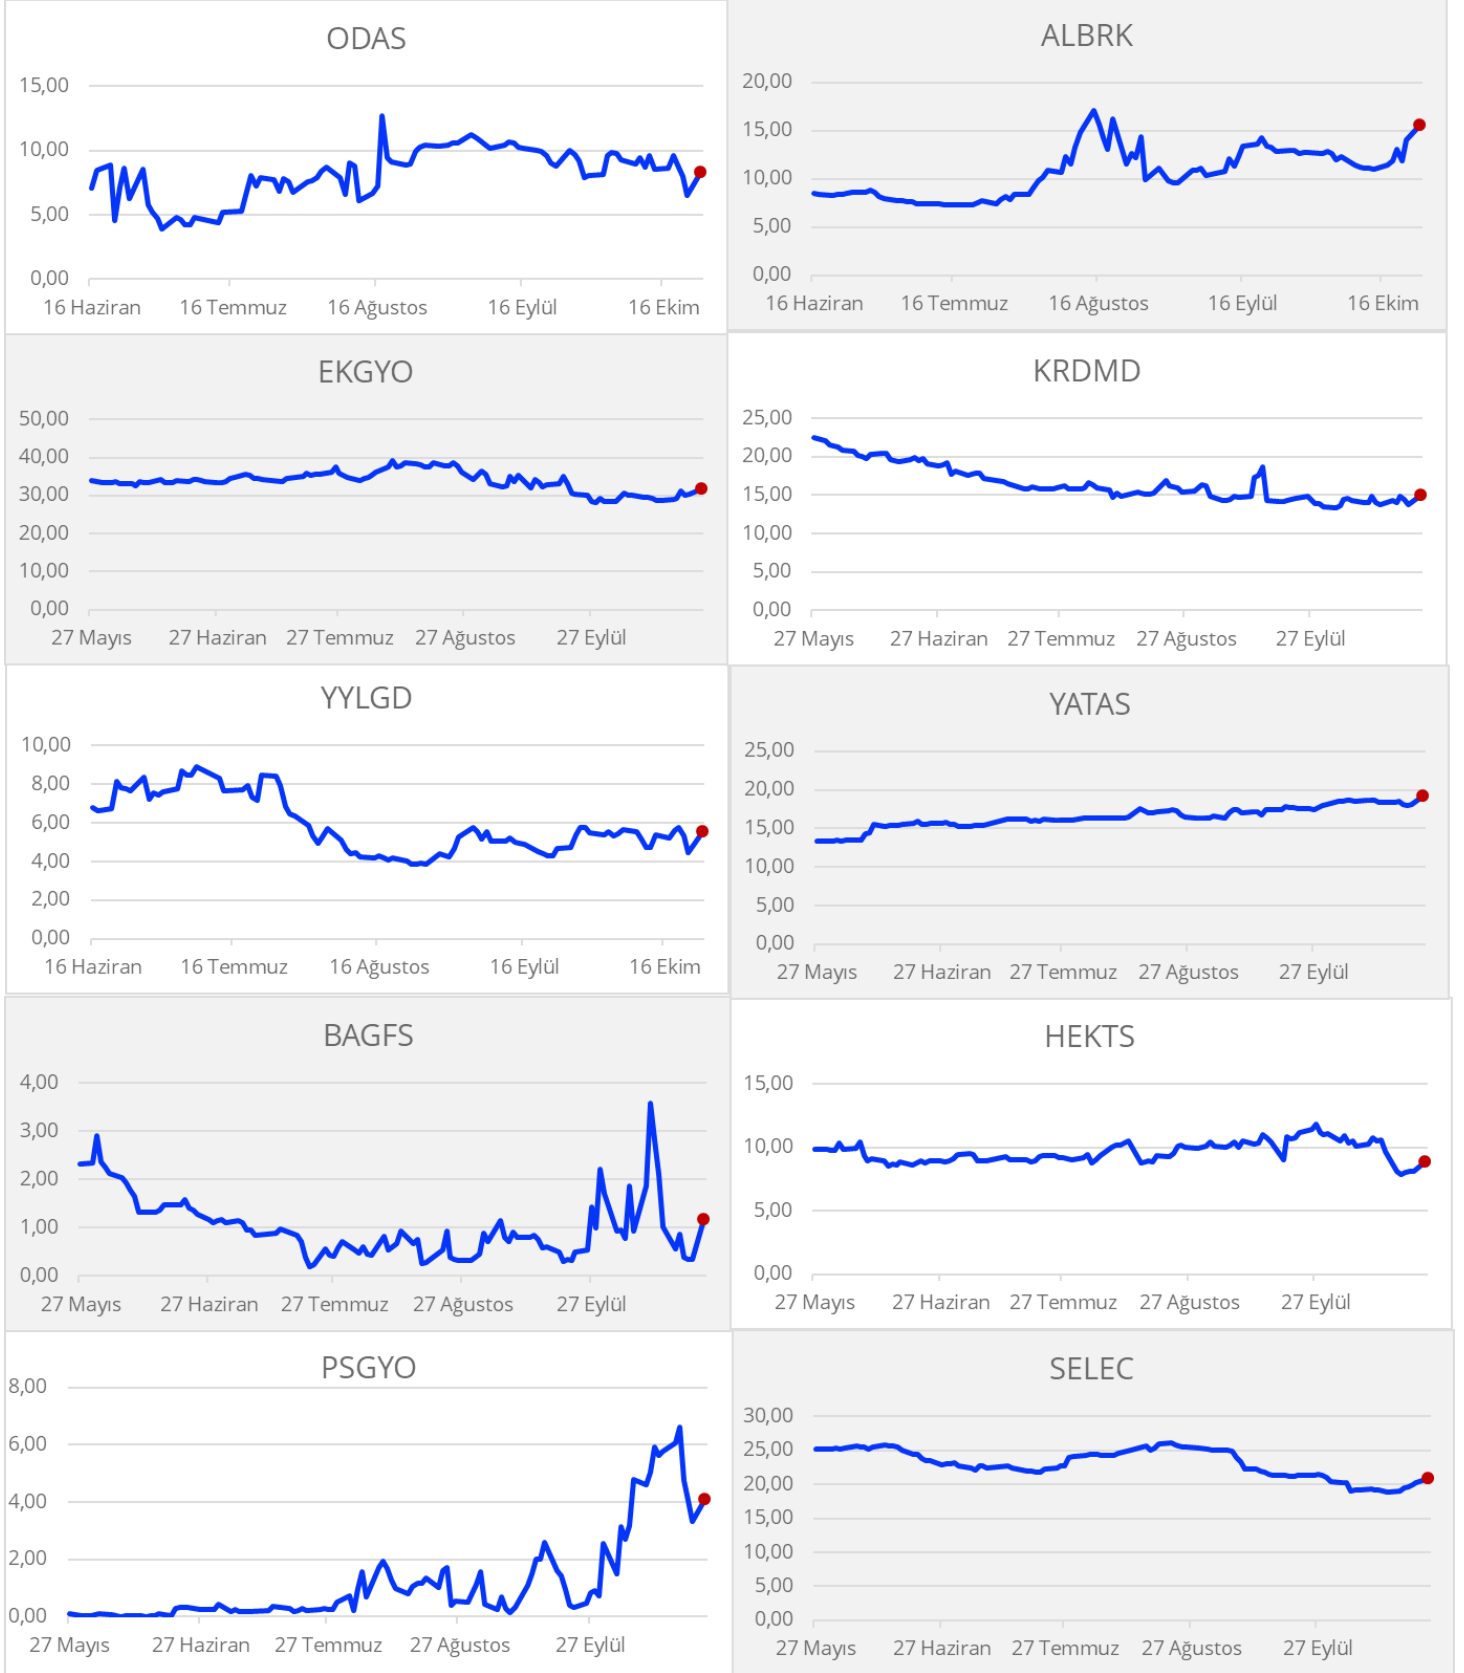 ODAS
15,00
10,00
5,00
0,00
16 Haziran 16 Temmuz 16 Ağustos 16 Eylül 16 Ekim
ALBRK
20,00
15,00
10,00
5,00
0,00
16 Haziran 16 Temmuz 16 Ağustos 16 Eylül 16 Ekim
EKGYO
50,00
40,00
30,00
20,00
10,00
0,00
27 Mayıs 27 Haziran 27 Temmuz 27 Ağustos 27 Eylül
KRDMD
25,00
20,00
15,00
10,00
5,00
0,00
27 Mayıs 27 Haziran 27 Temmuz 27 Ağustos 27 Eylül
YYLGD
10,00
8,00
6,00
4,00
2,00
0,00
16 Haziran 16 Temmuz 16 Ağustos 16 Eylül 16 Ekim
YATAS
25,00
20,00
15,00
10,00
5,00
0,00
27 Mayıs 27 Haziran 27 Temmuz 27 Ağustos 27 Eylül
BAGFS
4,00
3,00
2,00
1,00
0,00
27 Mayıs 27 Haziran 27 Temmuz 27 Ağustos 27 Eylül
HEKTS
15,00
10,00
5,00
0,00
27 Mayıs 27 Haziran 27 Temmuz 27 Ağustos 27 Eylül
PSGYO
8,00
6,00
4,00
2,00
0,00
27 Mayıs 27 Haziran 27 Temmuz 27 Ağustos 27 Eylül
SELEC
30,00
25,00
20,00
15,00
10,00
5,00
0,00
27 Mayıs 27 Haziran 27 Temmuz 27 Ağustos 27 Eylül